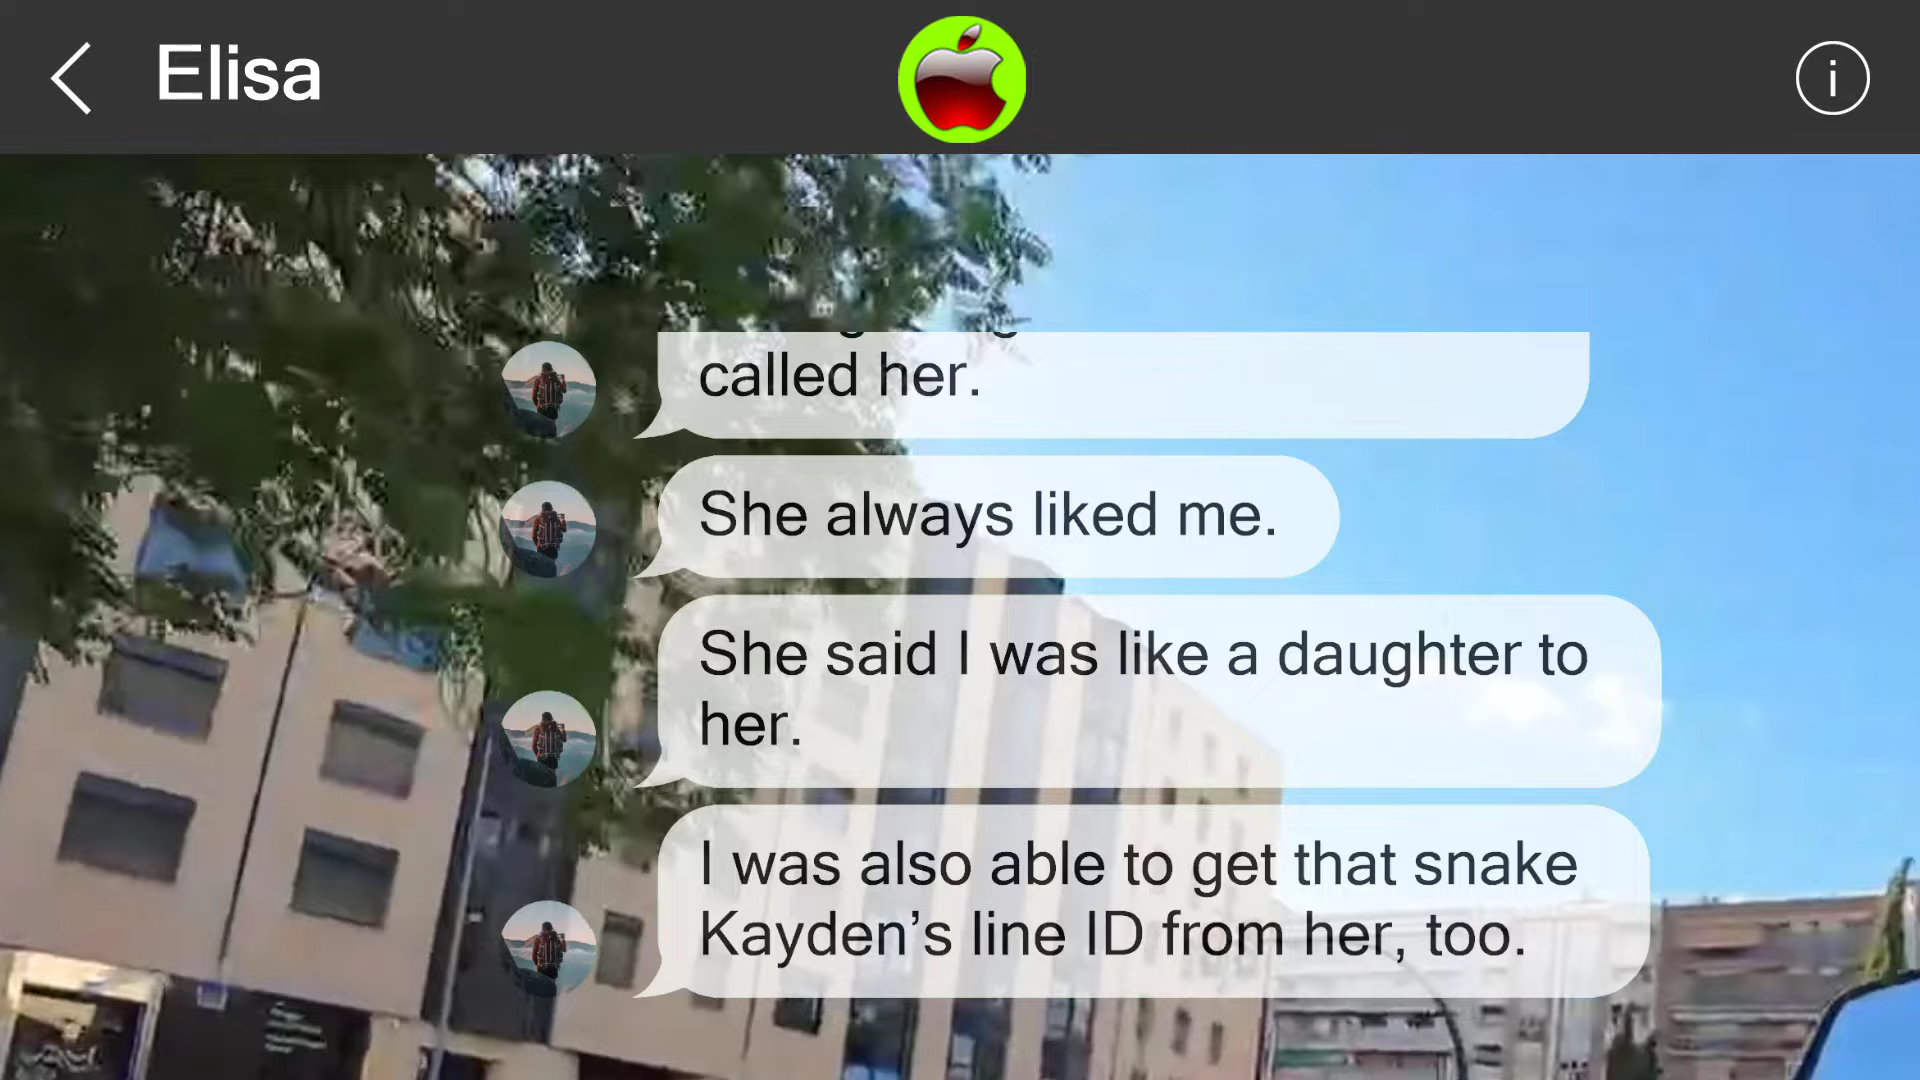 Elisa
called her.
She always liked me.
She said I was like a daughter to
her.
I was also able to get that snake
Kayden’s line ID from her, too.